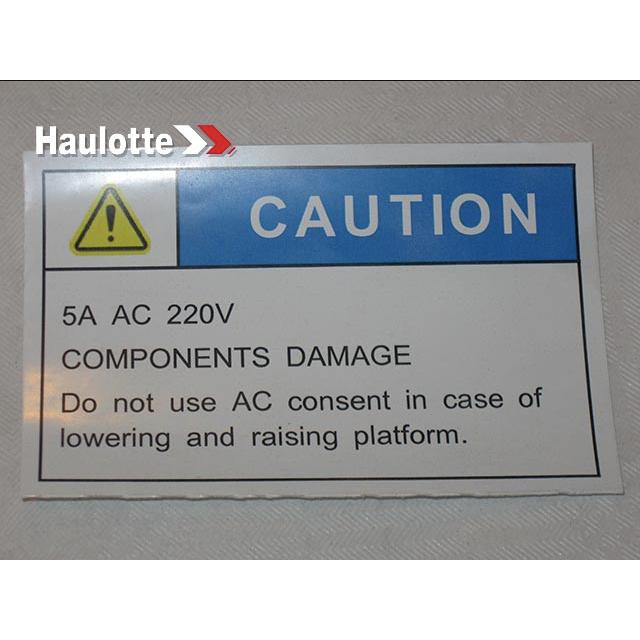 Haulotte
CAUTION
5A AC 220V
COMPONENTS DAMAGE
Do not use AC consent in case of
lowering and raising platform.